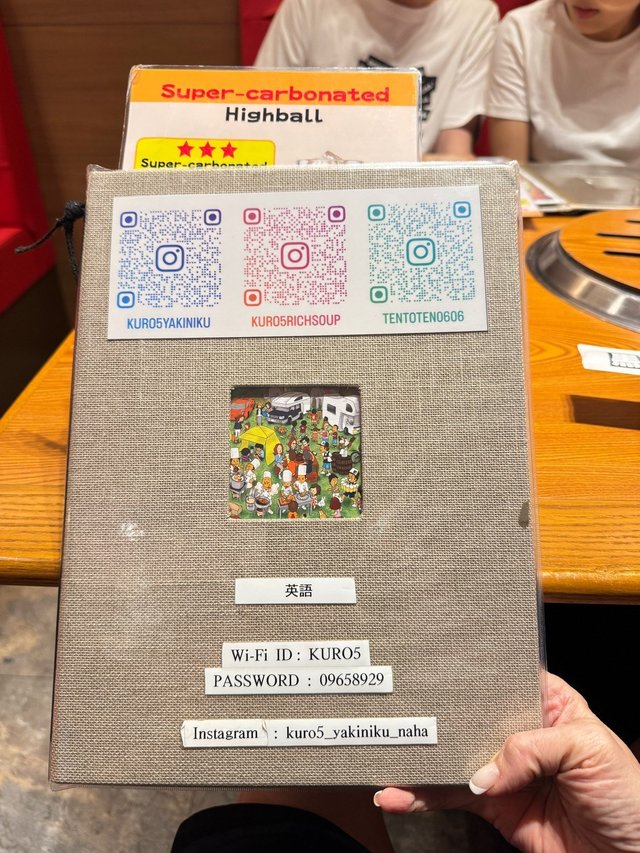 Super-carbonated
Highball
Super-carbonated
KURO5YAKINIKU
KURO5RICHSOUP
TENTOTEN0606
英語
Wi-Fi ID : KURO5
PASSWORD : 09658929
Instagram : kuro5_yakiniku_naha